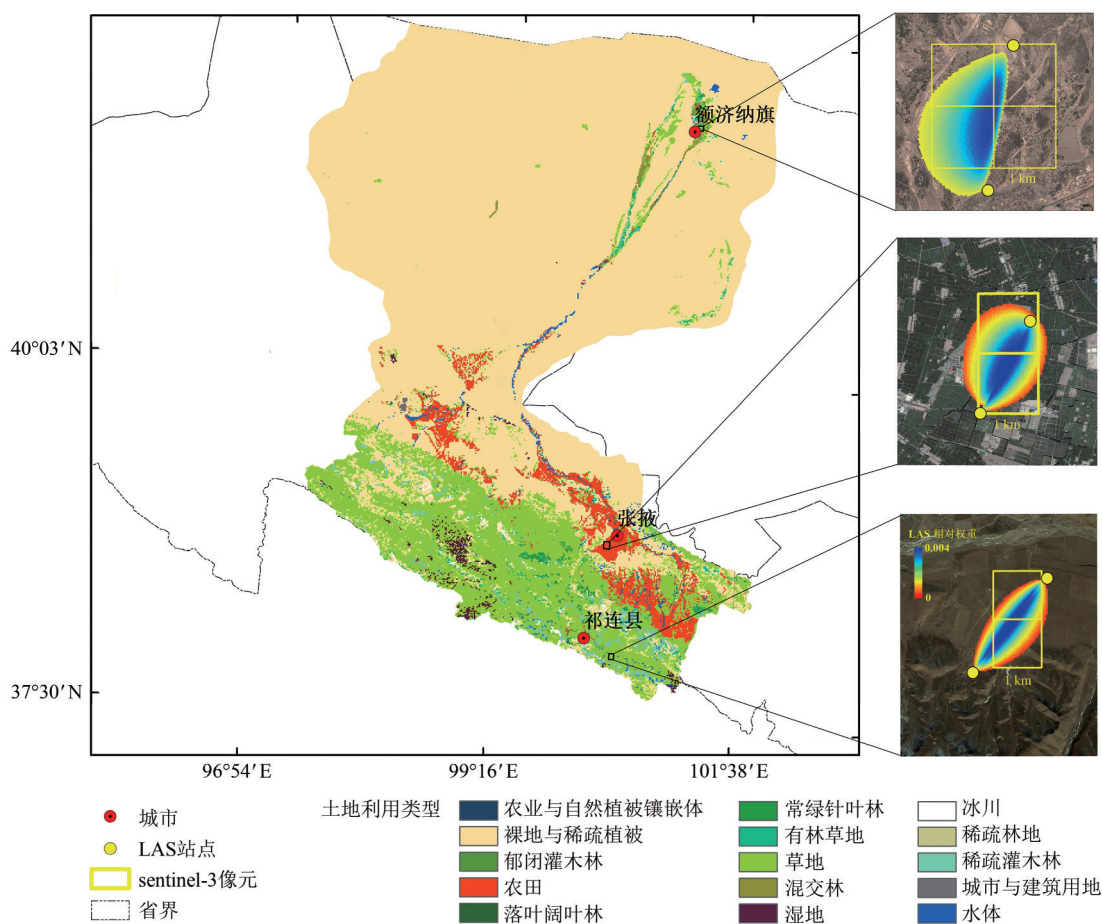 额济纳旗
1 km
40°03′N
1 km
张掖
LAS 相对权重
0.004
0
祁连县
1 km
37°30′N
96°54′E
99°16′E
101°38′E
城市
LAS站点
sentinel-3像元
省界
土地利用类型
农业与自然植被镶嵌体
裸地与稀疏植被
郁闭灌木林
农田
落叶阔叶林
常绿针叶林
有林草地
草地
混交林
湿地
冰川
稀疏林地
稀疏灌木林
城市与建筑用地
水体